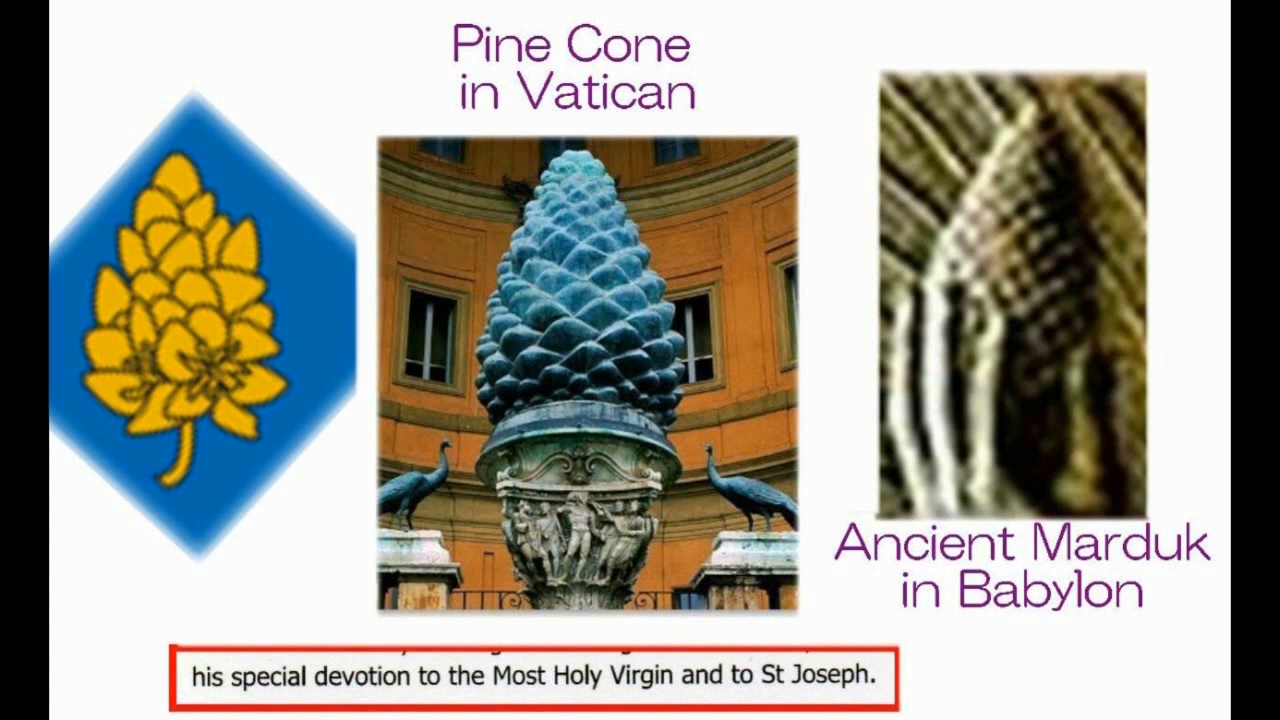 Pine Cone
in Vatican
Ancient Marduk
in Babylon
his special devotion to the Most Holy Virgin and to St Joseph.